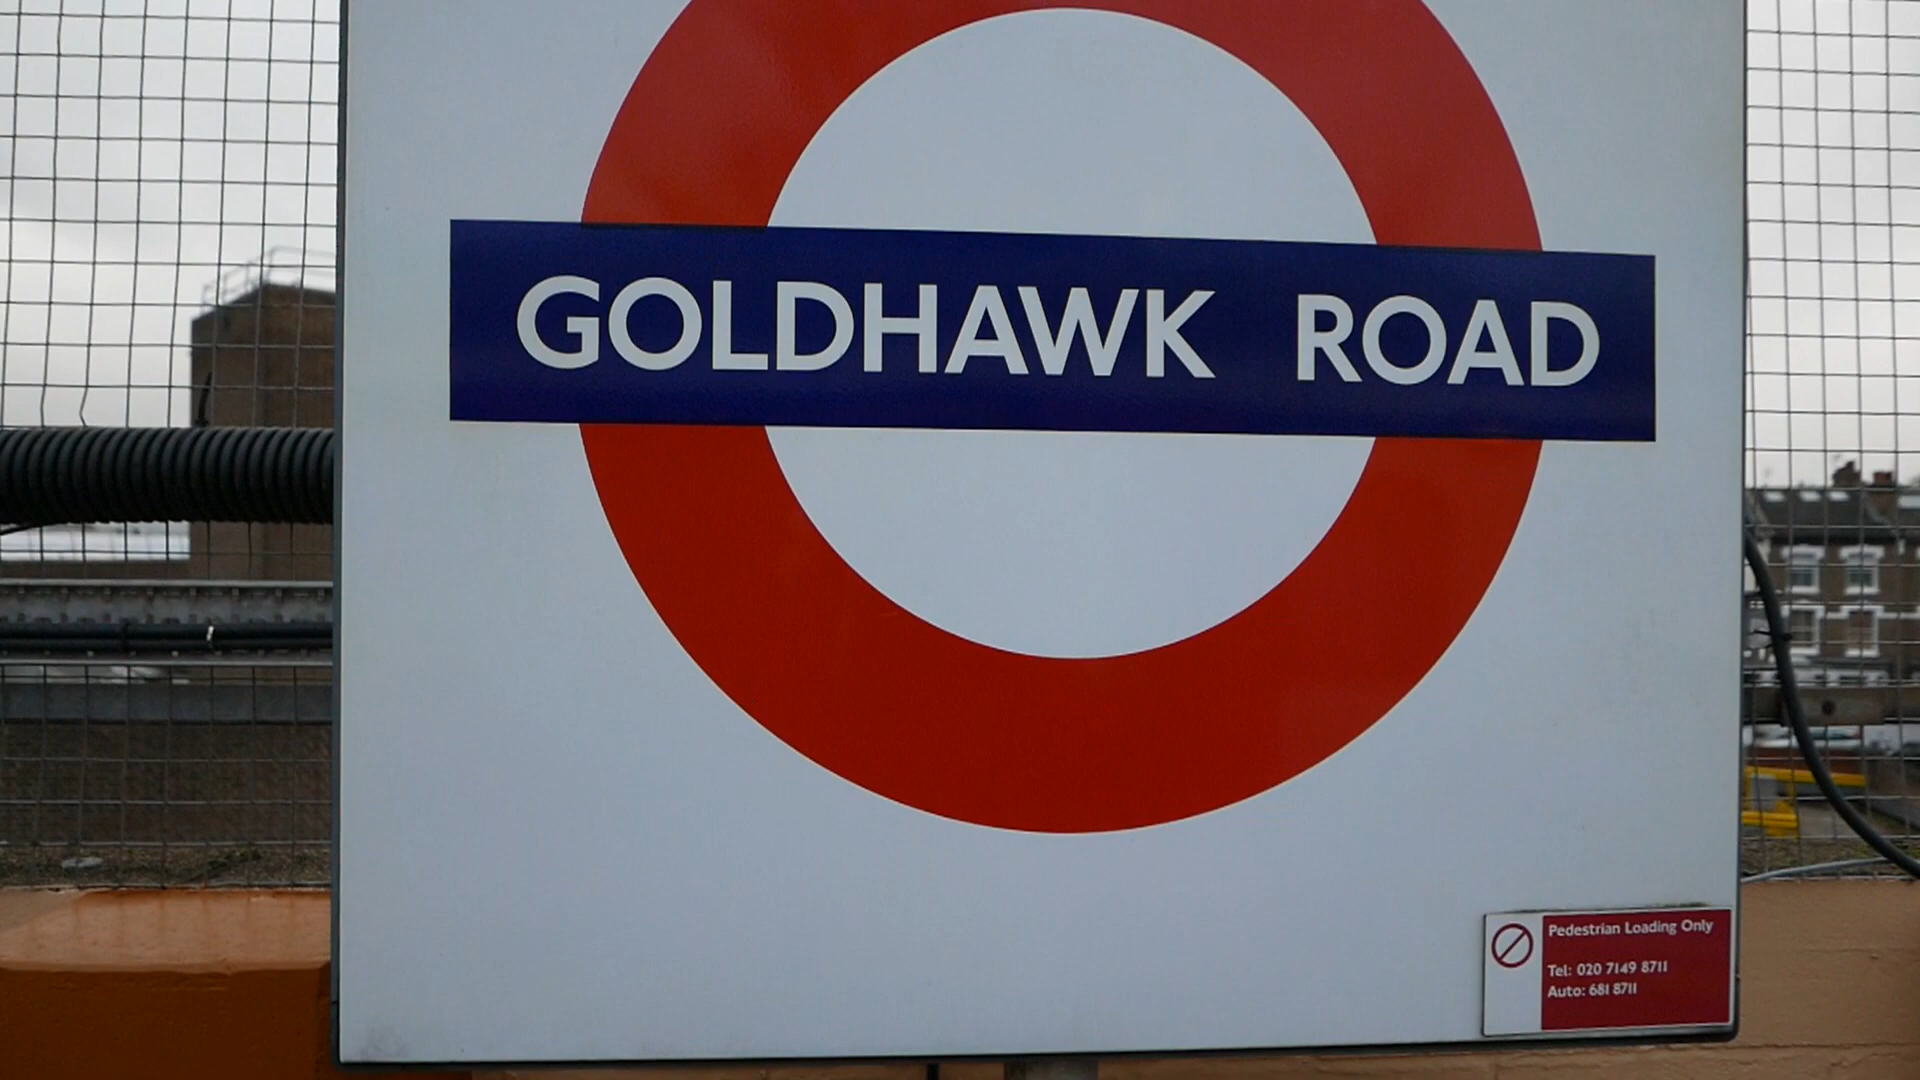 GOLDHAWK ROAD
Pedestrian Loading Only
Tel: 020 7149 8711
Auto: 681 8711